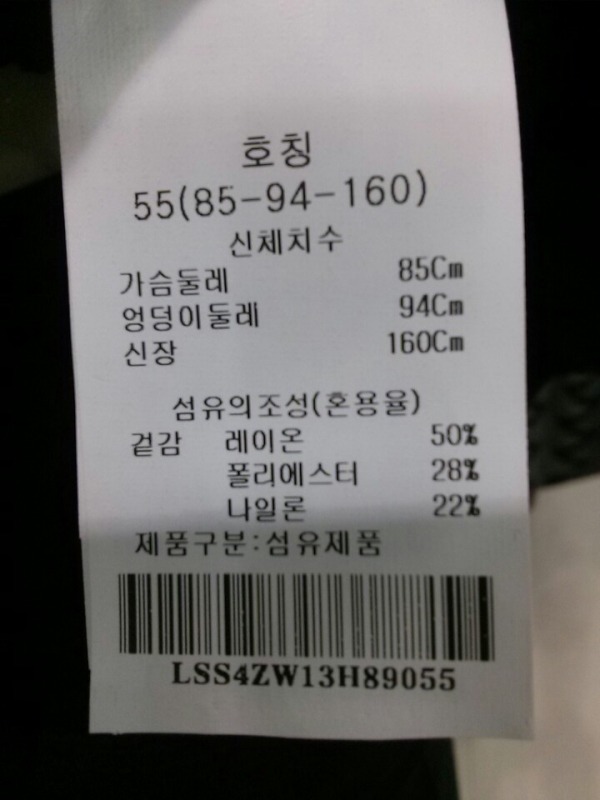 호칭
55(85-94-160)
신체치수
가슴둘레 85Cm
엉덩이둘레 94Cm
신장 160Cm
섬유의조성(혼용율)
겉감 레이온 50%
폴리에스터 28%
나일론 22%
제품구분:섬유제품
LSS4ZW13H89055